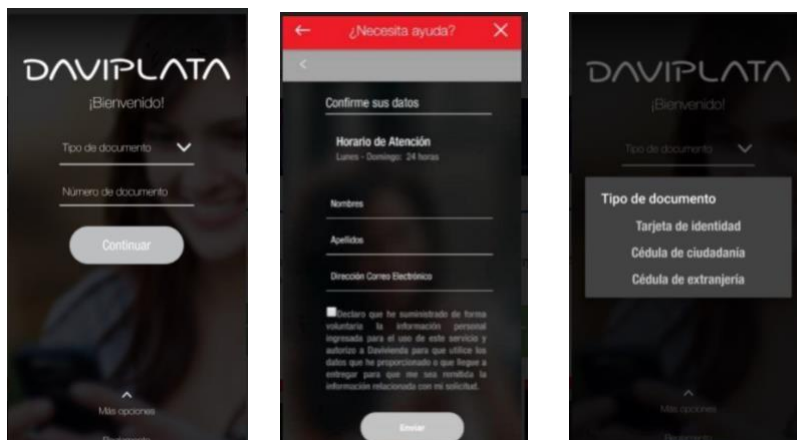 DAVIPLATA
¡Bienvenido!
Tipo de documento
Número de documento
Continuar
Más opciones
Reglamento
¿Necesita ayuda?
Confirme sus datos
Horario de Atención
Lunes - Domingo: 24 horas
Nombres
Apellidos
Dirección Correo Electrónico
Declaro que he suministrado de forma
voluntaria la información personal
ingresada para el uso de este servicio y
autorizo a Davivienda para que utilice los
datos que he proporcionado o que llegue a
entregar para que me sea remitida la
información relacionada con mi solicitud.
Enviar
DAVIPLATA
¡Bienvenido!
Tipo de documento
Tipo de documento
Tarjeta de identidad
Cédula de ciudadanía
Cédula de extranjería
Más opciones
Reglamento